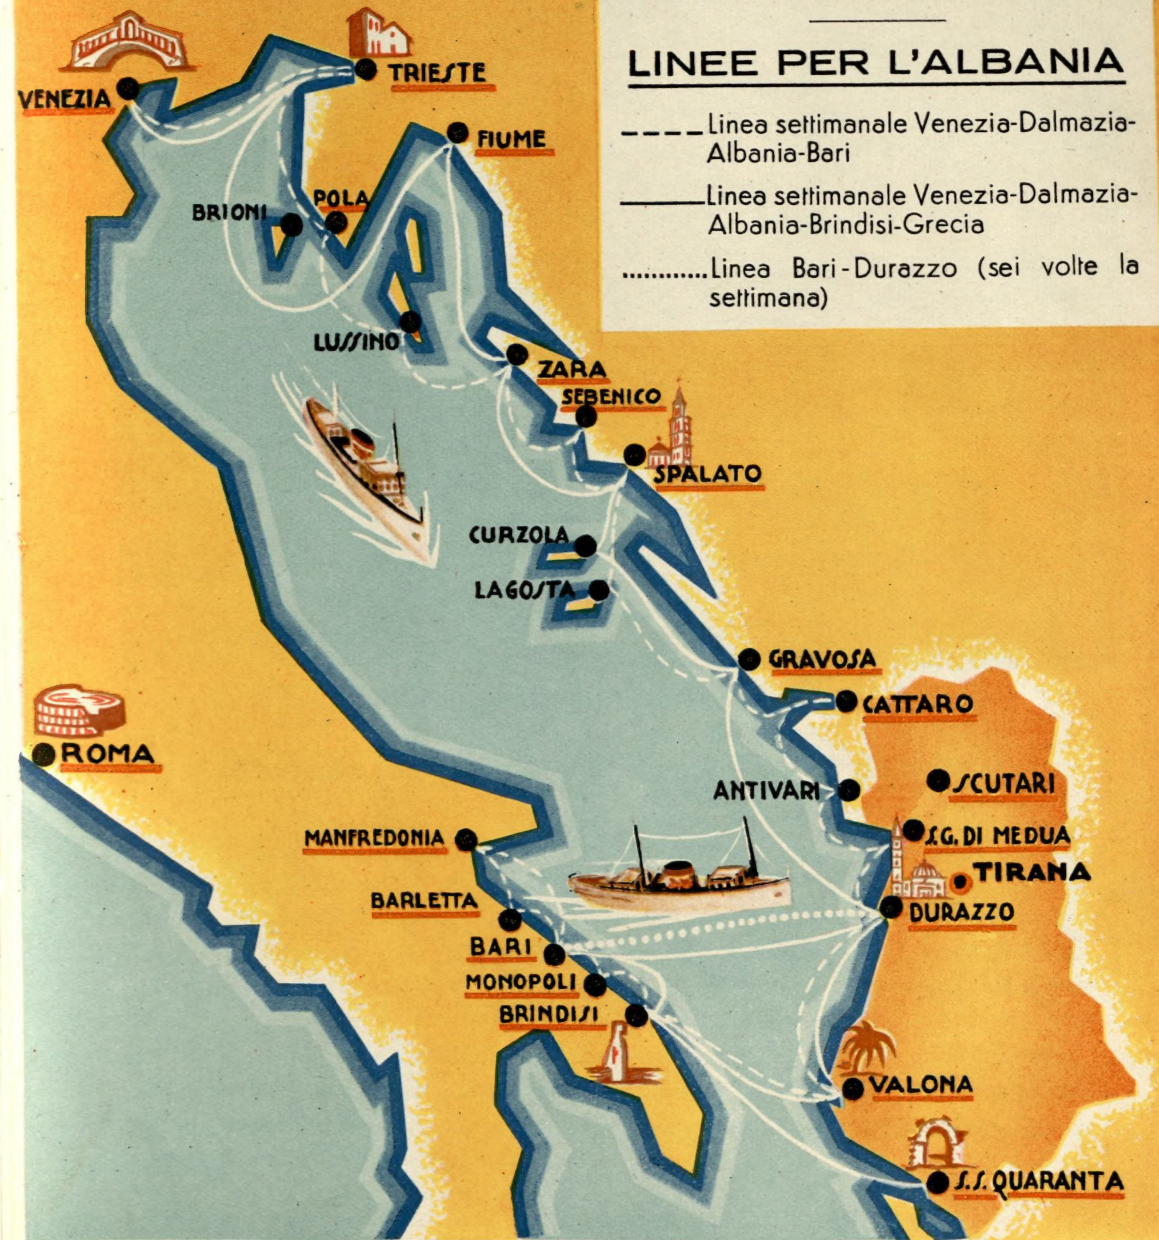 LINEE PER L'ALBANIA
Linea settimanale Venezia-Dalmazia-
Albania-Bari
Linea settimanale Venezia-Dalmazia-
Albania-Brindisi-Grecia
Linea Bari-Durazzo (sei volte la
settimana)
VENEZIA
TRIESTE
FIUME
POLA
BRIONI
LUSSINO
ZARA
SEBENICO
SPALATO
CURZOLA
LAGOSTA
GRAVOSA
CATTARO
ROMA
ANTIVARI
SCUTARI
S.G. DI MEDUA
MANFREDONIA
TIRANA
BARLETTA
DURAZZO
BARI
MONOPOLI
BRINDISI
VALONA
S.S. QUARANTA